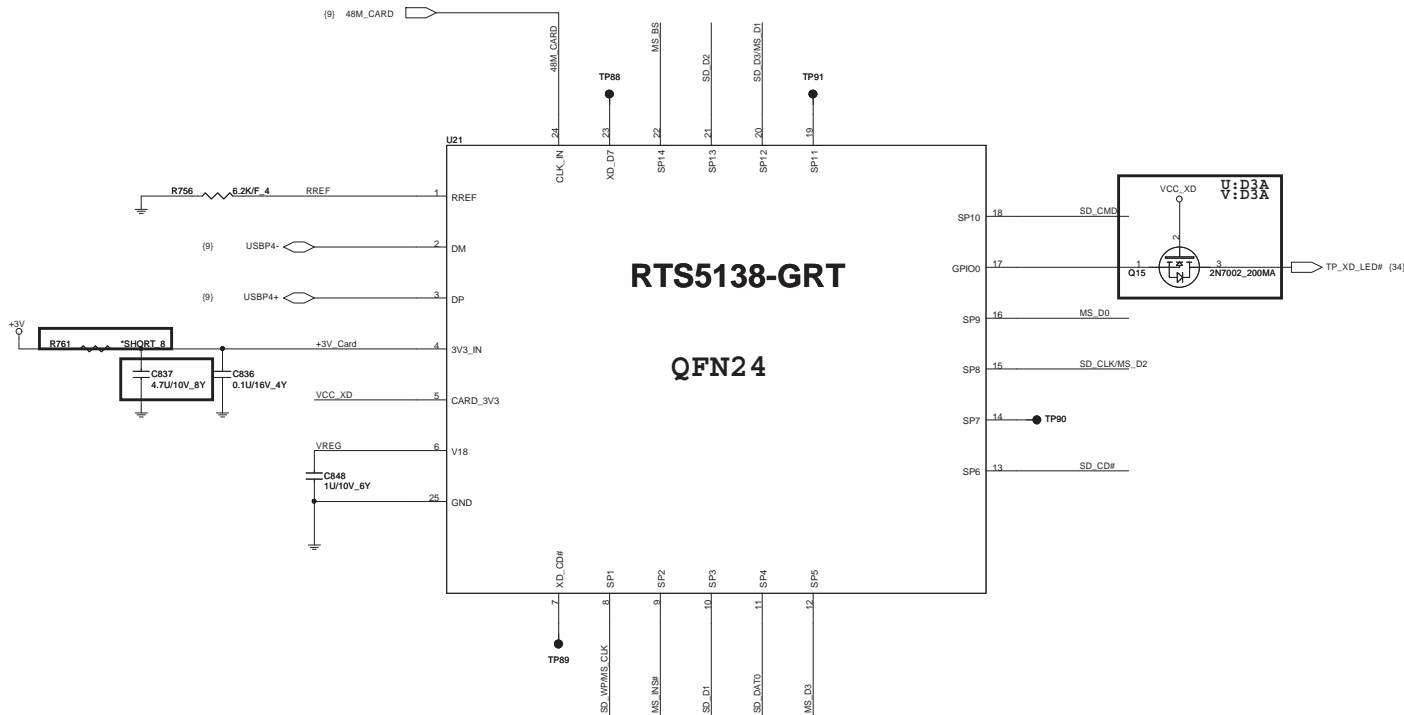 {9} 48M_CARD
48M_CARD
MS_BS
SD_D2
SD_D3/MS_D1
TP88
TP91
U21
24
23
22
21
20
19
CLK_IN
XD_D7
SP14
SP13
SP12
SP11
R756
6.2K/F_4
RREF
1
RREF
{9}
USBP4-
2
DM
{9}
USBP4+
3
DP
+3V
R761
*SHORT_8
+3V_Card
4
3V3_IN
C837
4.7U/10V_8Y
C836
0.1U/16V_4Y
VCC_XD
5
CARD_3V3
VREG
6
V18
C848
1U/10V_6Y
25
GND
RTS5138-GRT
QFN24
SP10
18
SD_CMD
GPIO0
17
VCC_XD
U:D3A
V:D3A
2
1
Q15
3
2N7002_200MA
TP_XD_LED# {34}
SP9
16
MS_D0
SP8
15
SD_CLK/MS_D2
SP7
14
TP90
SP6
13
SD_CD#
XD_CD#
SP1
SP2
SP3
SP4
SP5
7
8
9
10
11
12
TP89
SD_WP/MS_CLK
MS_INS#
SD_D1
SD_DAT0
MS_D3